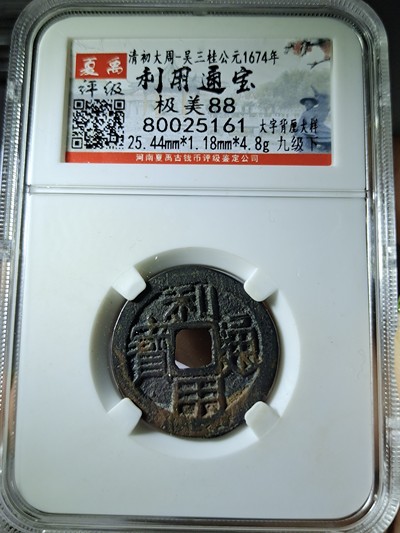 清初大周-吴三桂公元1674年
夏禹
评级
利用通宝
极美88
80025161 大字背厘大样
25.44mm*1.18mm*4.8g 九级下
河南夏禹古钱币评级鉴定公司
利用通寶